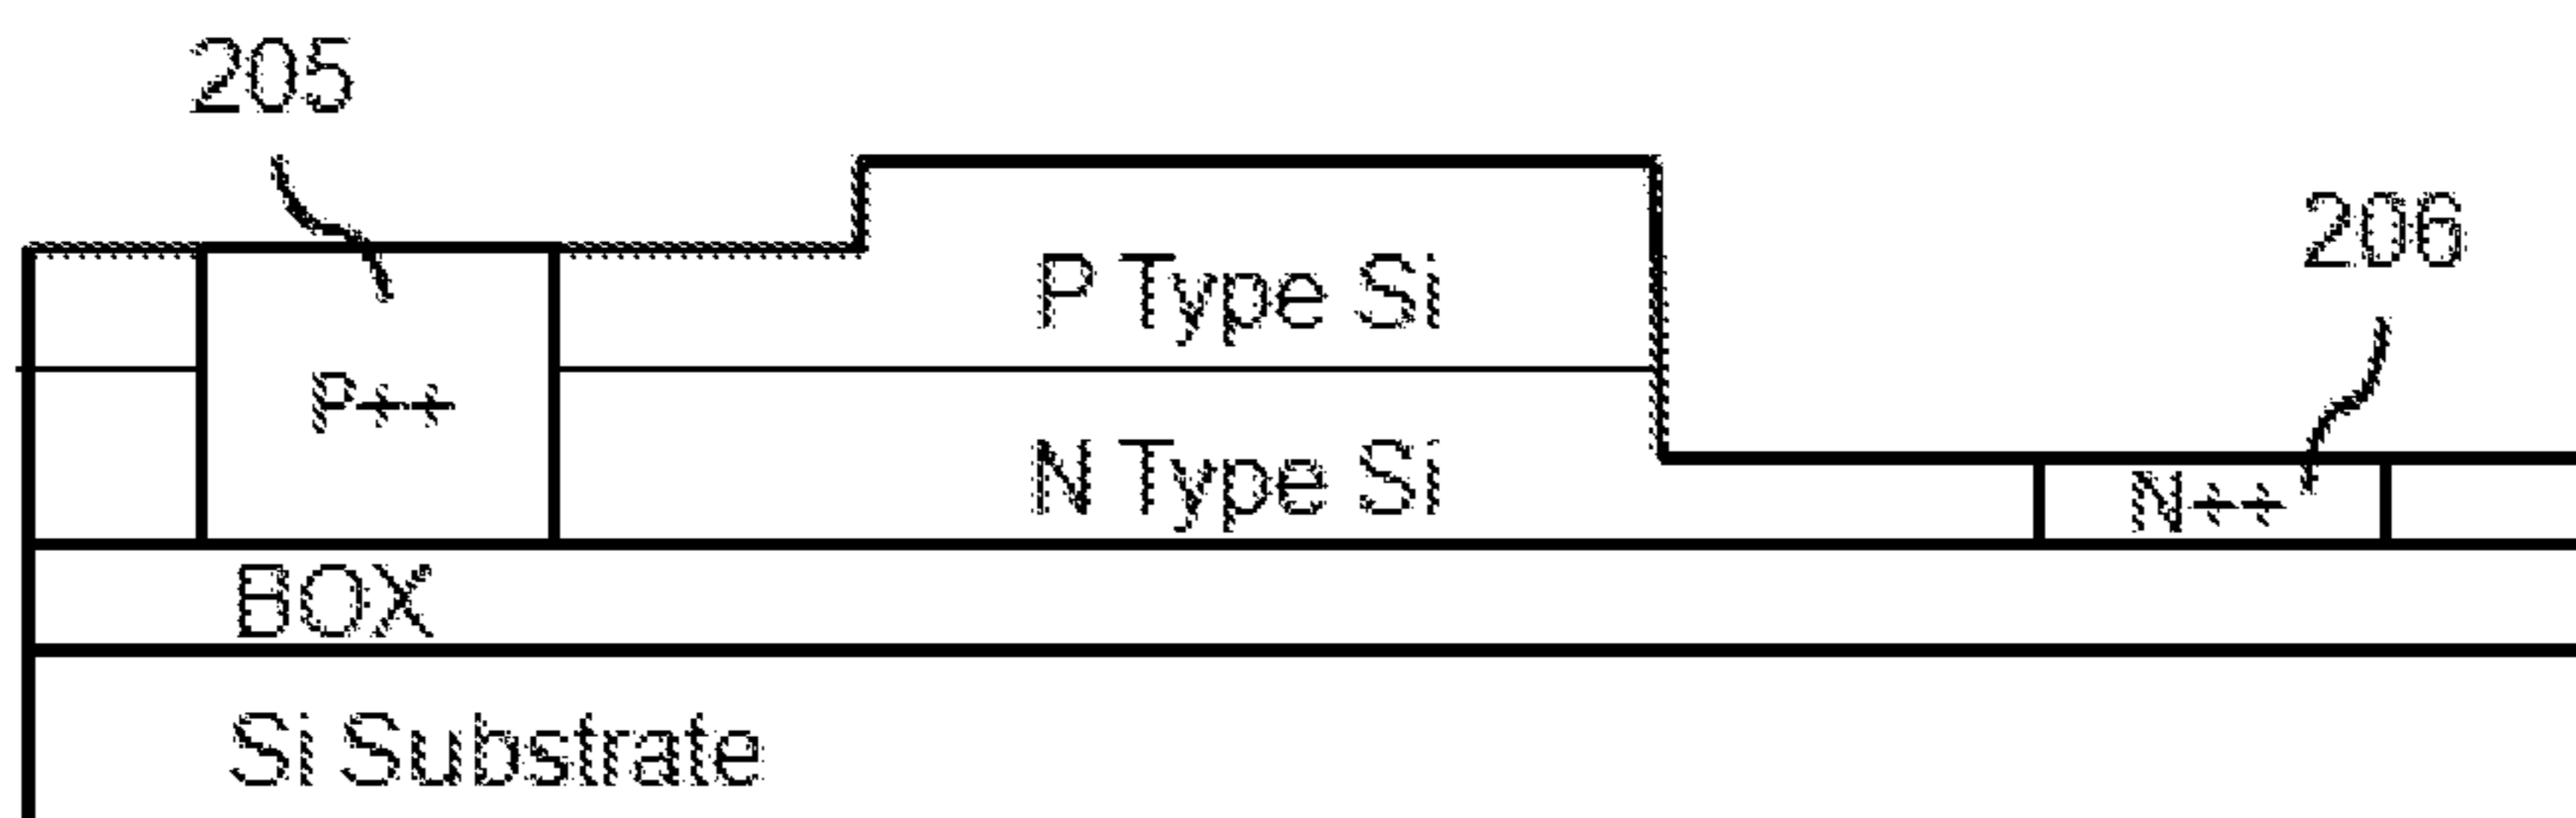 205
206
P Type Si
P++
N Type Si
N++
BOX
Si Substrate